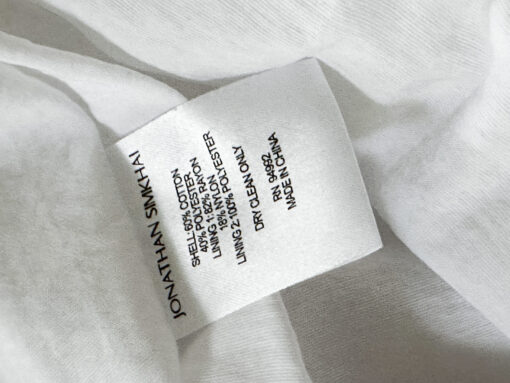 JONATHAN SIMKHAI
SHELL: 60% COTTON
40% POLYESTER
LINING 1: 82% RAYON
18% NYLON
LINING 2: 100% POLYESTER
DRY CLEAN ONLY
RN 94992
MADE IN CHINA